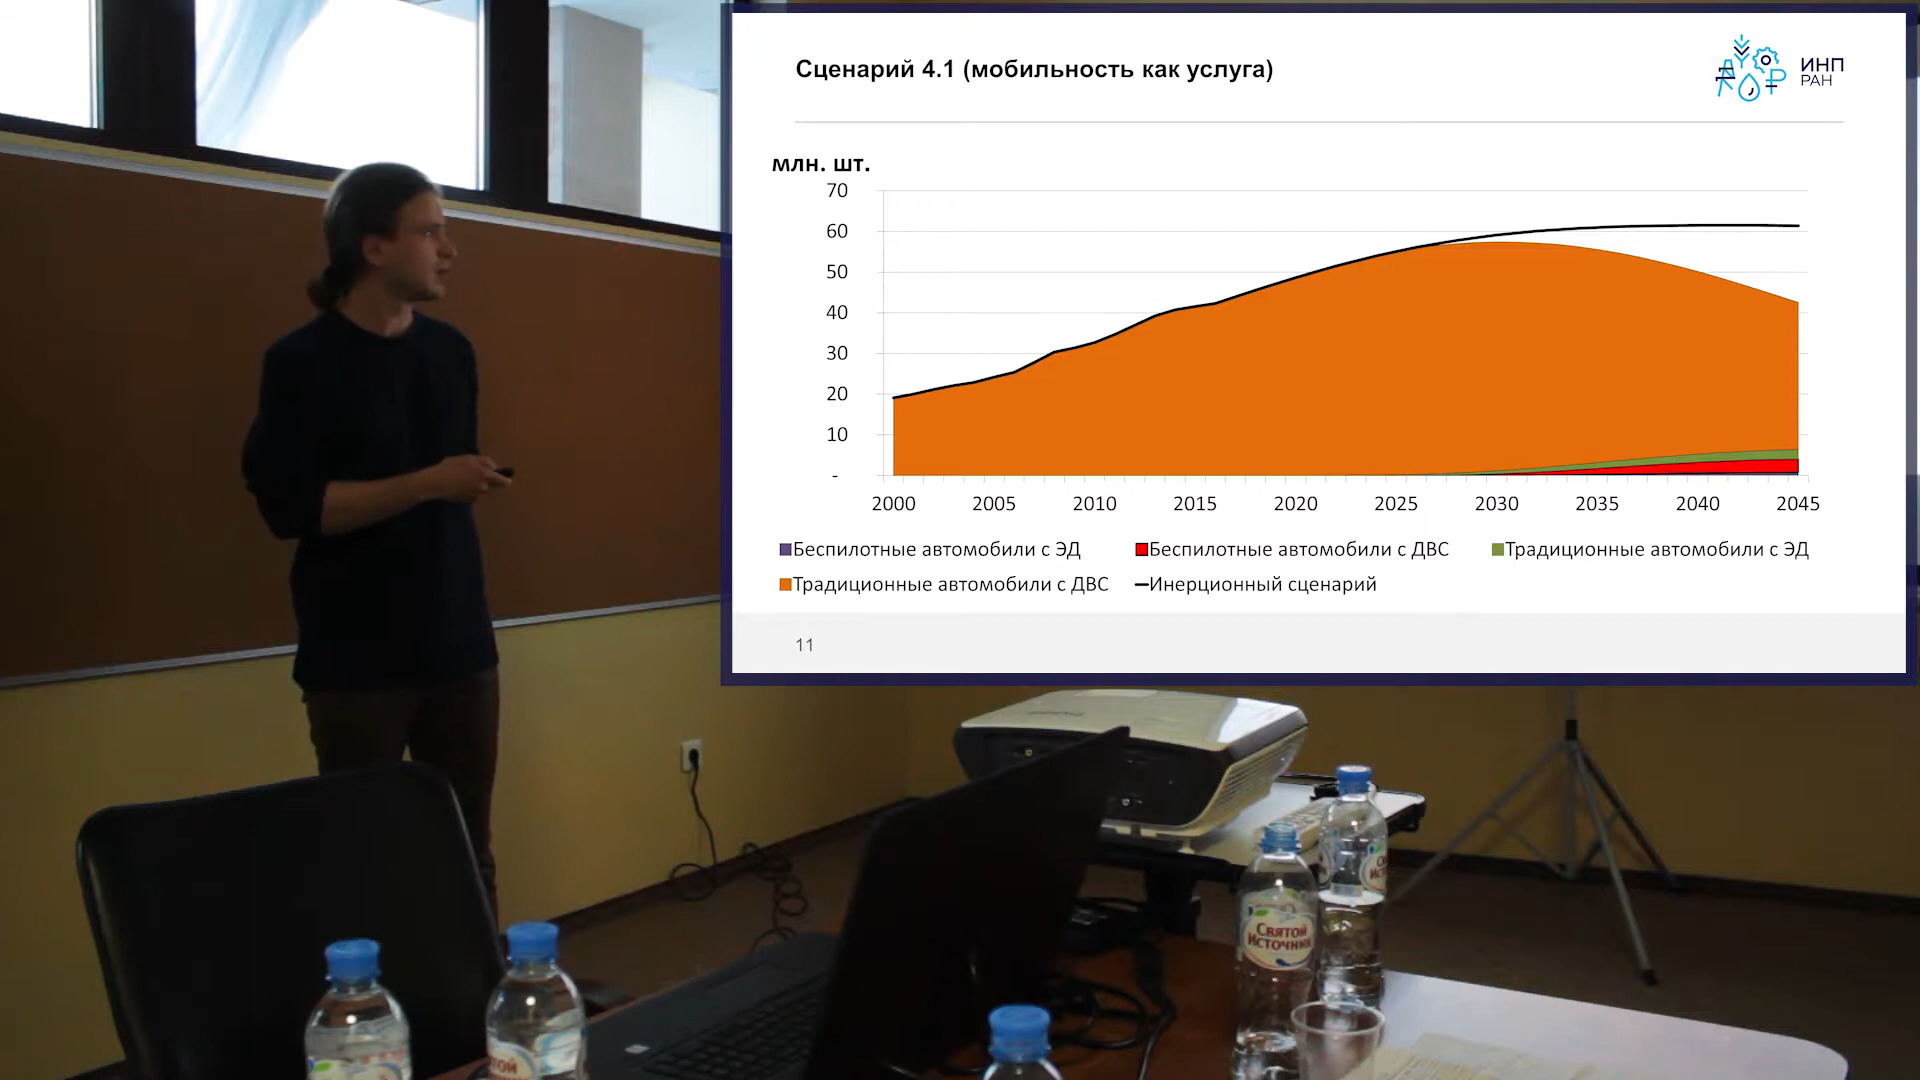 Сценарий 4.1 (мобильность как услуга)
ИНП
РАН
млн. шт.
70
60
50
40
30
20
10
-
2000 2005 2010 2015 2020 2025 2030 2035 2040 2045
Беспилотные автомобили с ЭД Беспилотные автомобили с ДВС Традиционные автомобили с ЭД
Традиционные автомобили с ДВС Инерционный сценарий
11
Святой
Источник